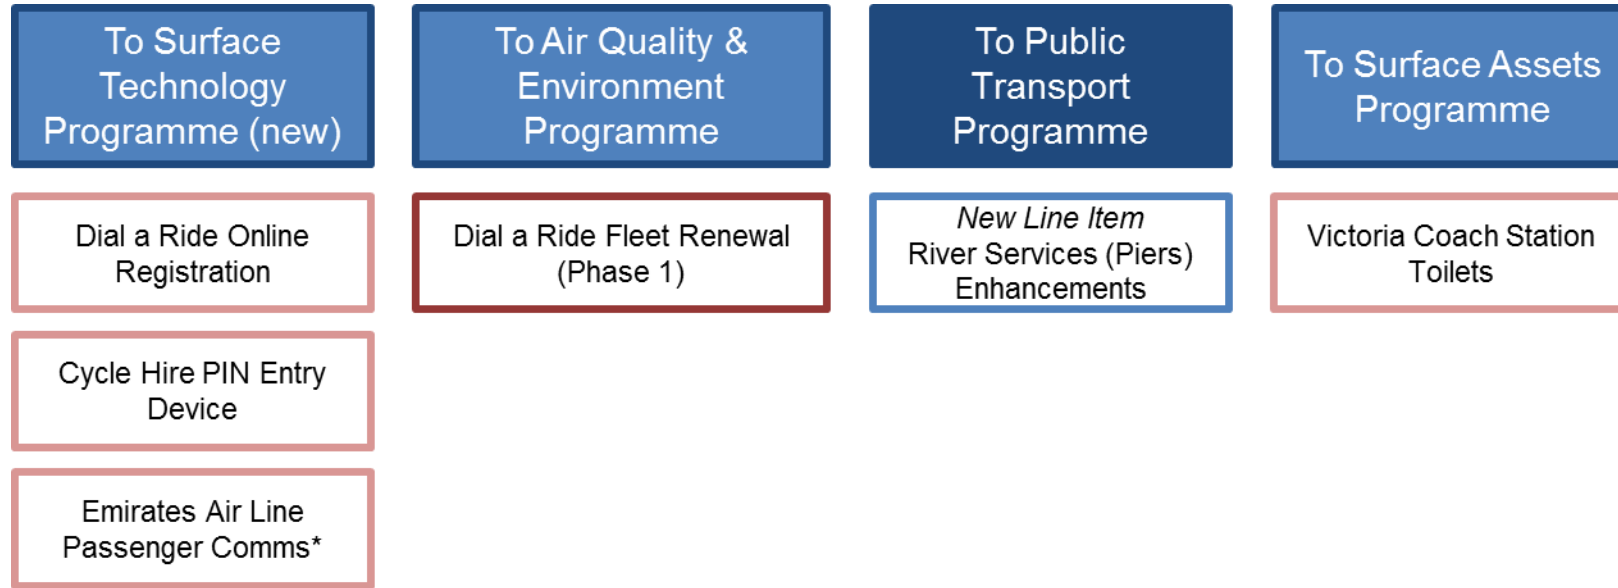 To Surface
Technology
Programme (new)
To Air Quality &
Environment
Programme
To Public
Transport
Programme
To Surface Assets
Programme
Dial a Ride Online
Registration
Dial a Ride Fleet Renewal
(Phase 1)
New Line Item
River Services (Piers)
Enhancements
Victoria Coach Station
Toilets
Cycle Hire PIN Entry
Device
Emirates Air Line
Passenger Comms*